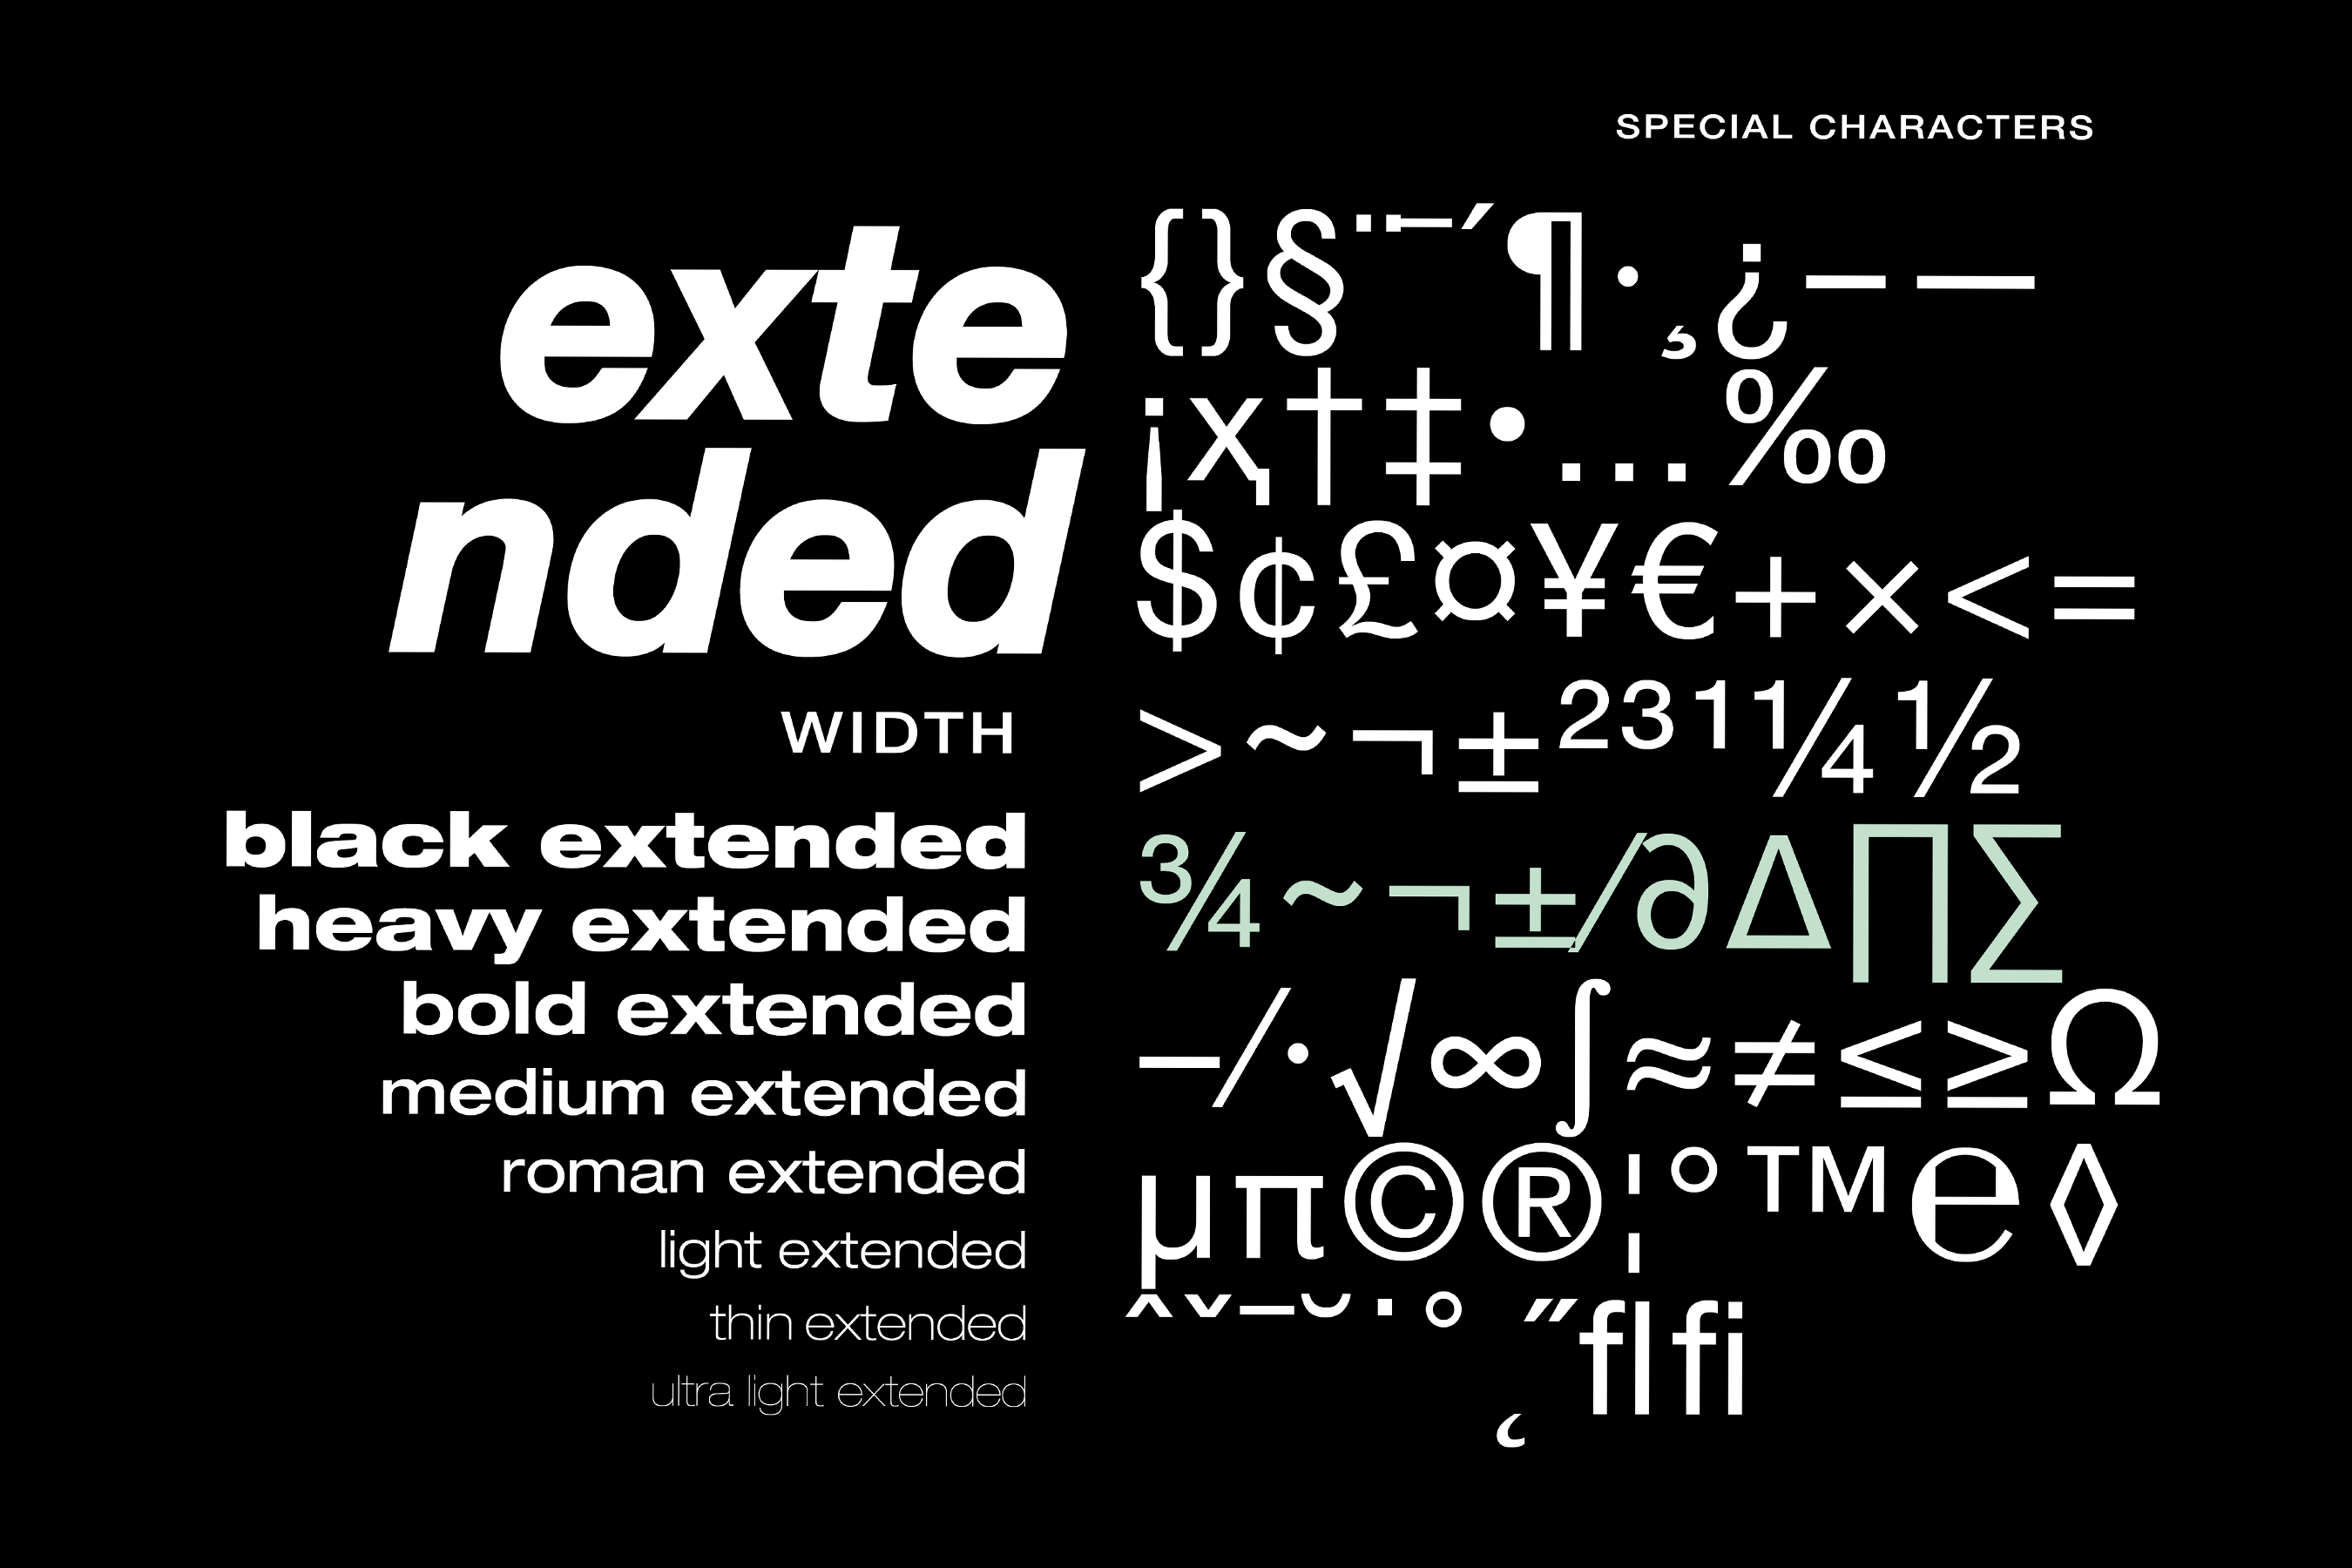 exte
nded
WIDTH
black extended
heavy extended
bold extended
medium extended
roman extended
light extended
thin extended
ultra light extended
SPECIAL CHARACTERS
{}§¨¯´¶·¸¿–—
¡ҳ†‡•…‰
$¢£¤¥€+×<=
>~¬±²³¹¼½
¾~¬±⁄∂∆∏∑
−∕∙√∞∫≈≠≤≥Ω
µπ©®¦°™℮◊
ˆˇˉ˘˙˚˛˝flfi